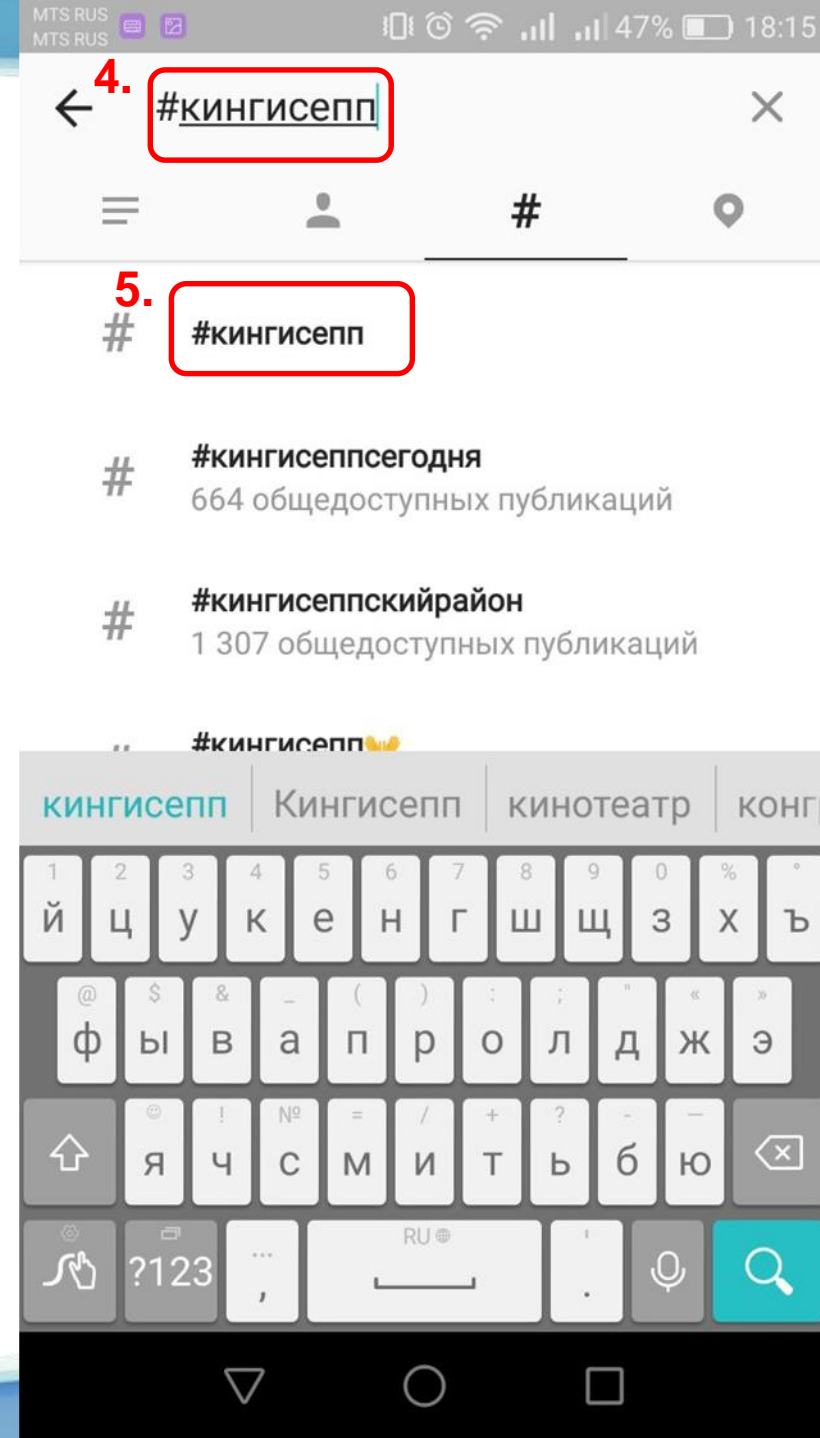 MTS RUS
MTS RUS
47% 18:15
4. #кингисепп
#
5.
# #кингисепп
# #кингисеппсегодня
664 общедоступных публикаций
# #кингисеппскийрайон
1 307 общедоступных публикаций
#кингисепп
кингисепп Кингисепп кинотеатр
1 2 3 4 5 6 7 8 9 0 % °
й ц у к е н г ш щ з х ъ
@ $ & _ ( ) : ; " « »
ф ы в а п р о л д ж э
! № = / + ? - —
я ч с м и т ь б ю
RU '
?123 ... , .